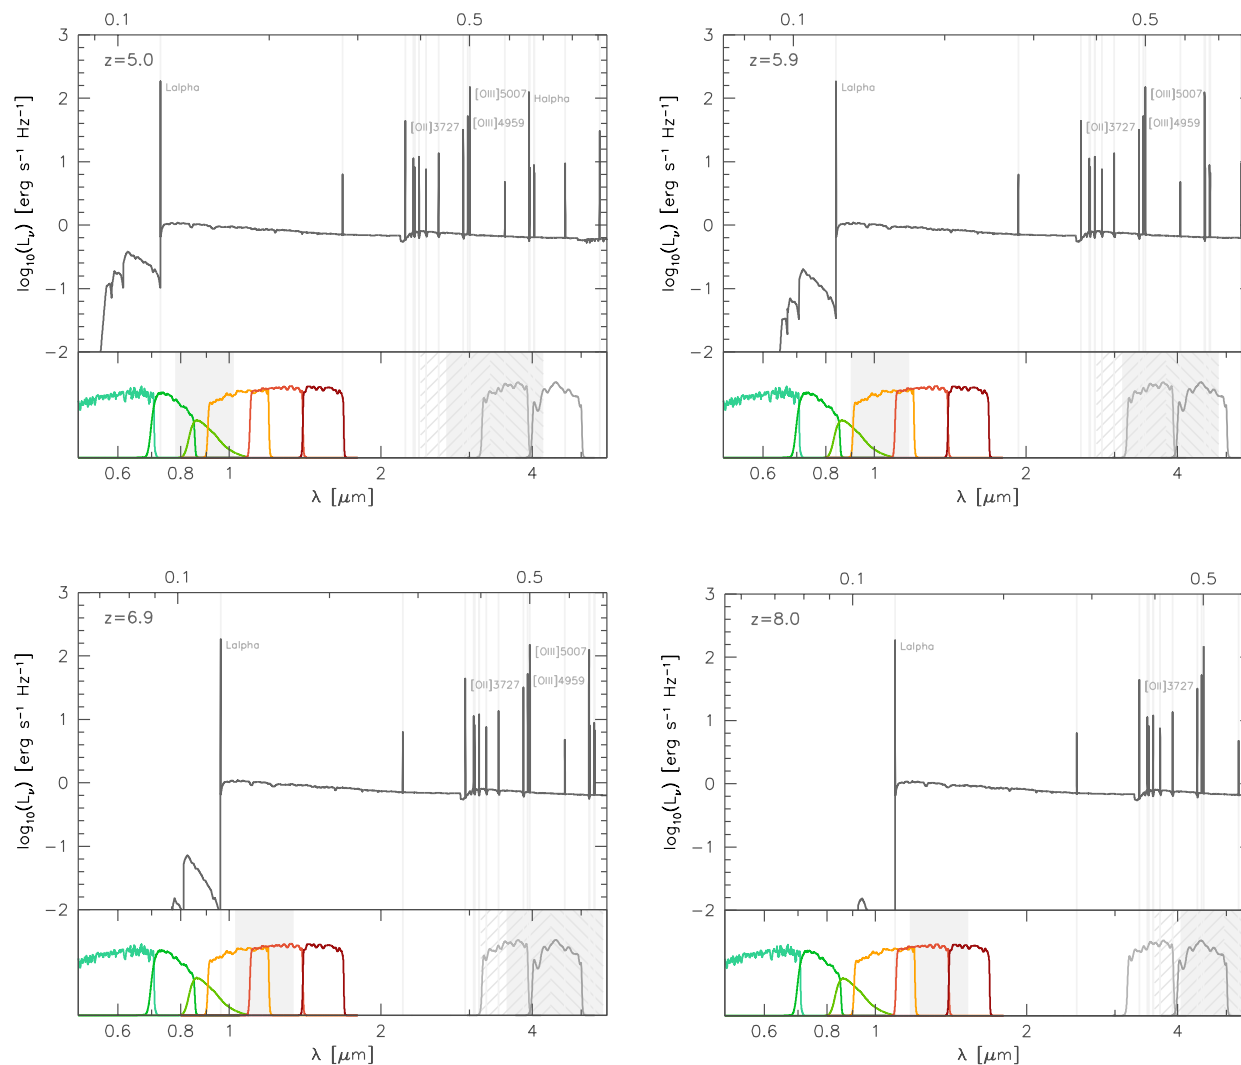 0.1 0.5
3
z=5.0
Lalpha
[OIII]5007
Halpha
[OII]3727
[OIII]4959
2
1
0
−1
−2
log₁₀(Lν) [erg s⁻¹ Hz⁻¹]
0.6 0.8 1 2 4
λ [μm]
0.1 0.5
3
z=5.9
Lalpha
[OIII]5007
[OII]3727
[OIII]4959
2
1
0
−1
−2
log₁₀(Lν) [erg s⁻¹ Hz⁻¹]
0.6 0.8 1 2 4
λ [μm]
0.1 0.5
3
z=6.9
Lalpha
[OIII]5007
[OII]3727
[OIII]4959
2
1
0
−1
−2
log₁₀(Lν) [erg s⁻¹ Hz⁻¹]
0.6 0.8 1 2 4
λ [μm]
0.1 0.5
3
z=8.0
Lalpha
[OII]3727
2
1
0
−1
−2
log₁₀(Lν) [erg s⁻¹ Hz⁻¹]
0.6 0.8 1 2 4
λ [μm]